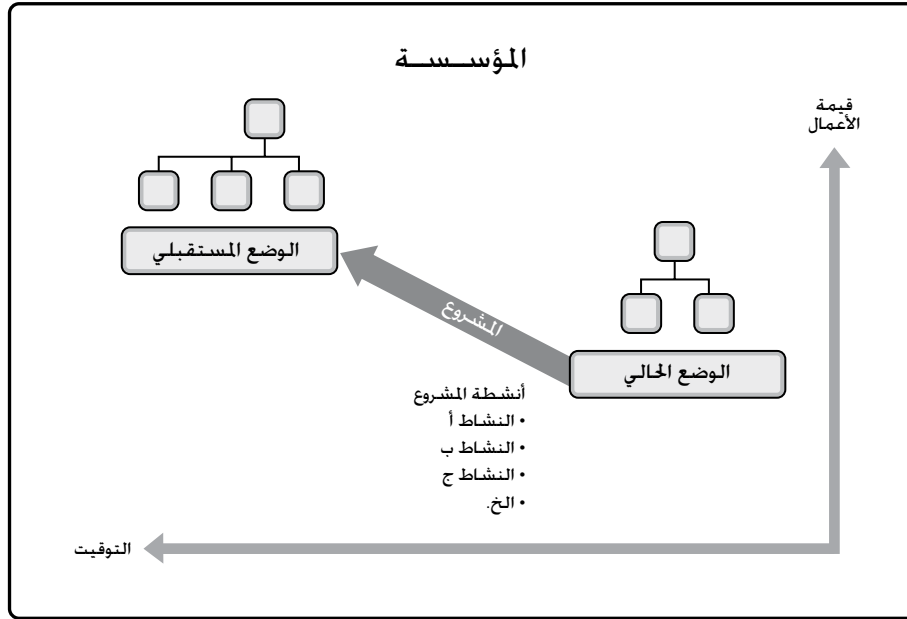 المؤسسة
قيمة
الأعمال
الوضع المستقبلي
المشروع
الوضع الحالي
أنشطة المشروع
• النشاط أ
• النشاط ب
• النشاط ج
• الخ.
التوقيت